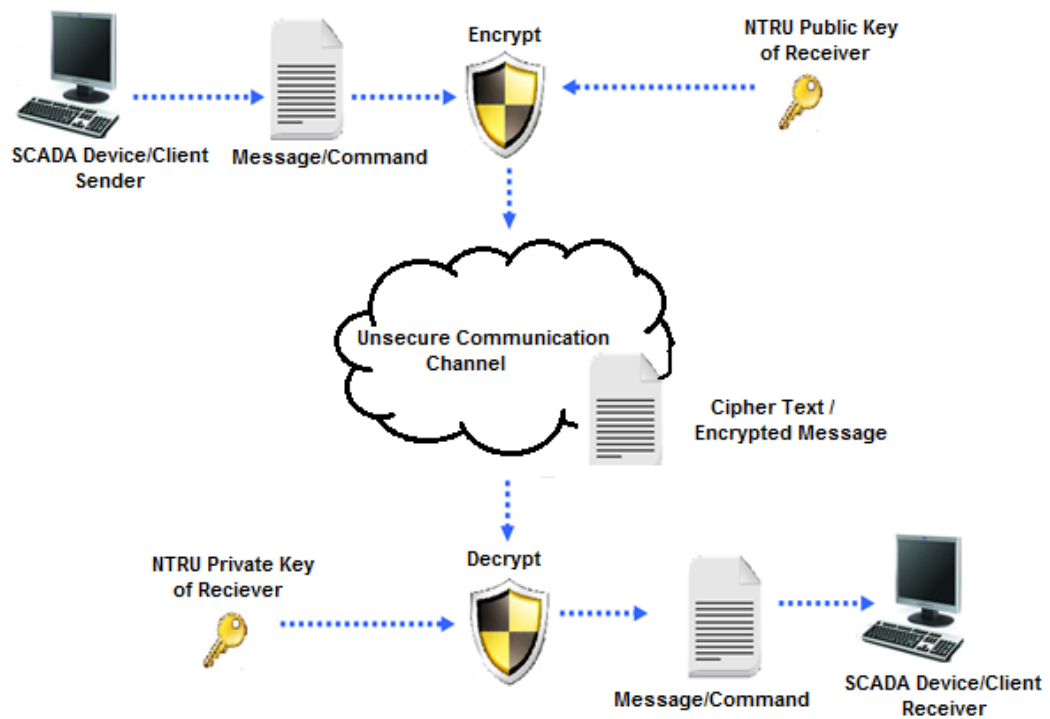 Encrypt
NTRU Public Key
of Receiver
SCADA Device/Client
Sender
Message/Command
Unsecure Communication
Channel
Cipher Text /
Encrypted Message
NTRU Private Key
of Reciever
Decrypt
Message/Command
SCADA Device/Client
Receiver